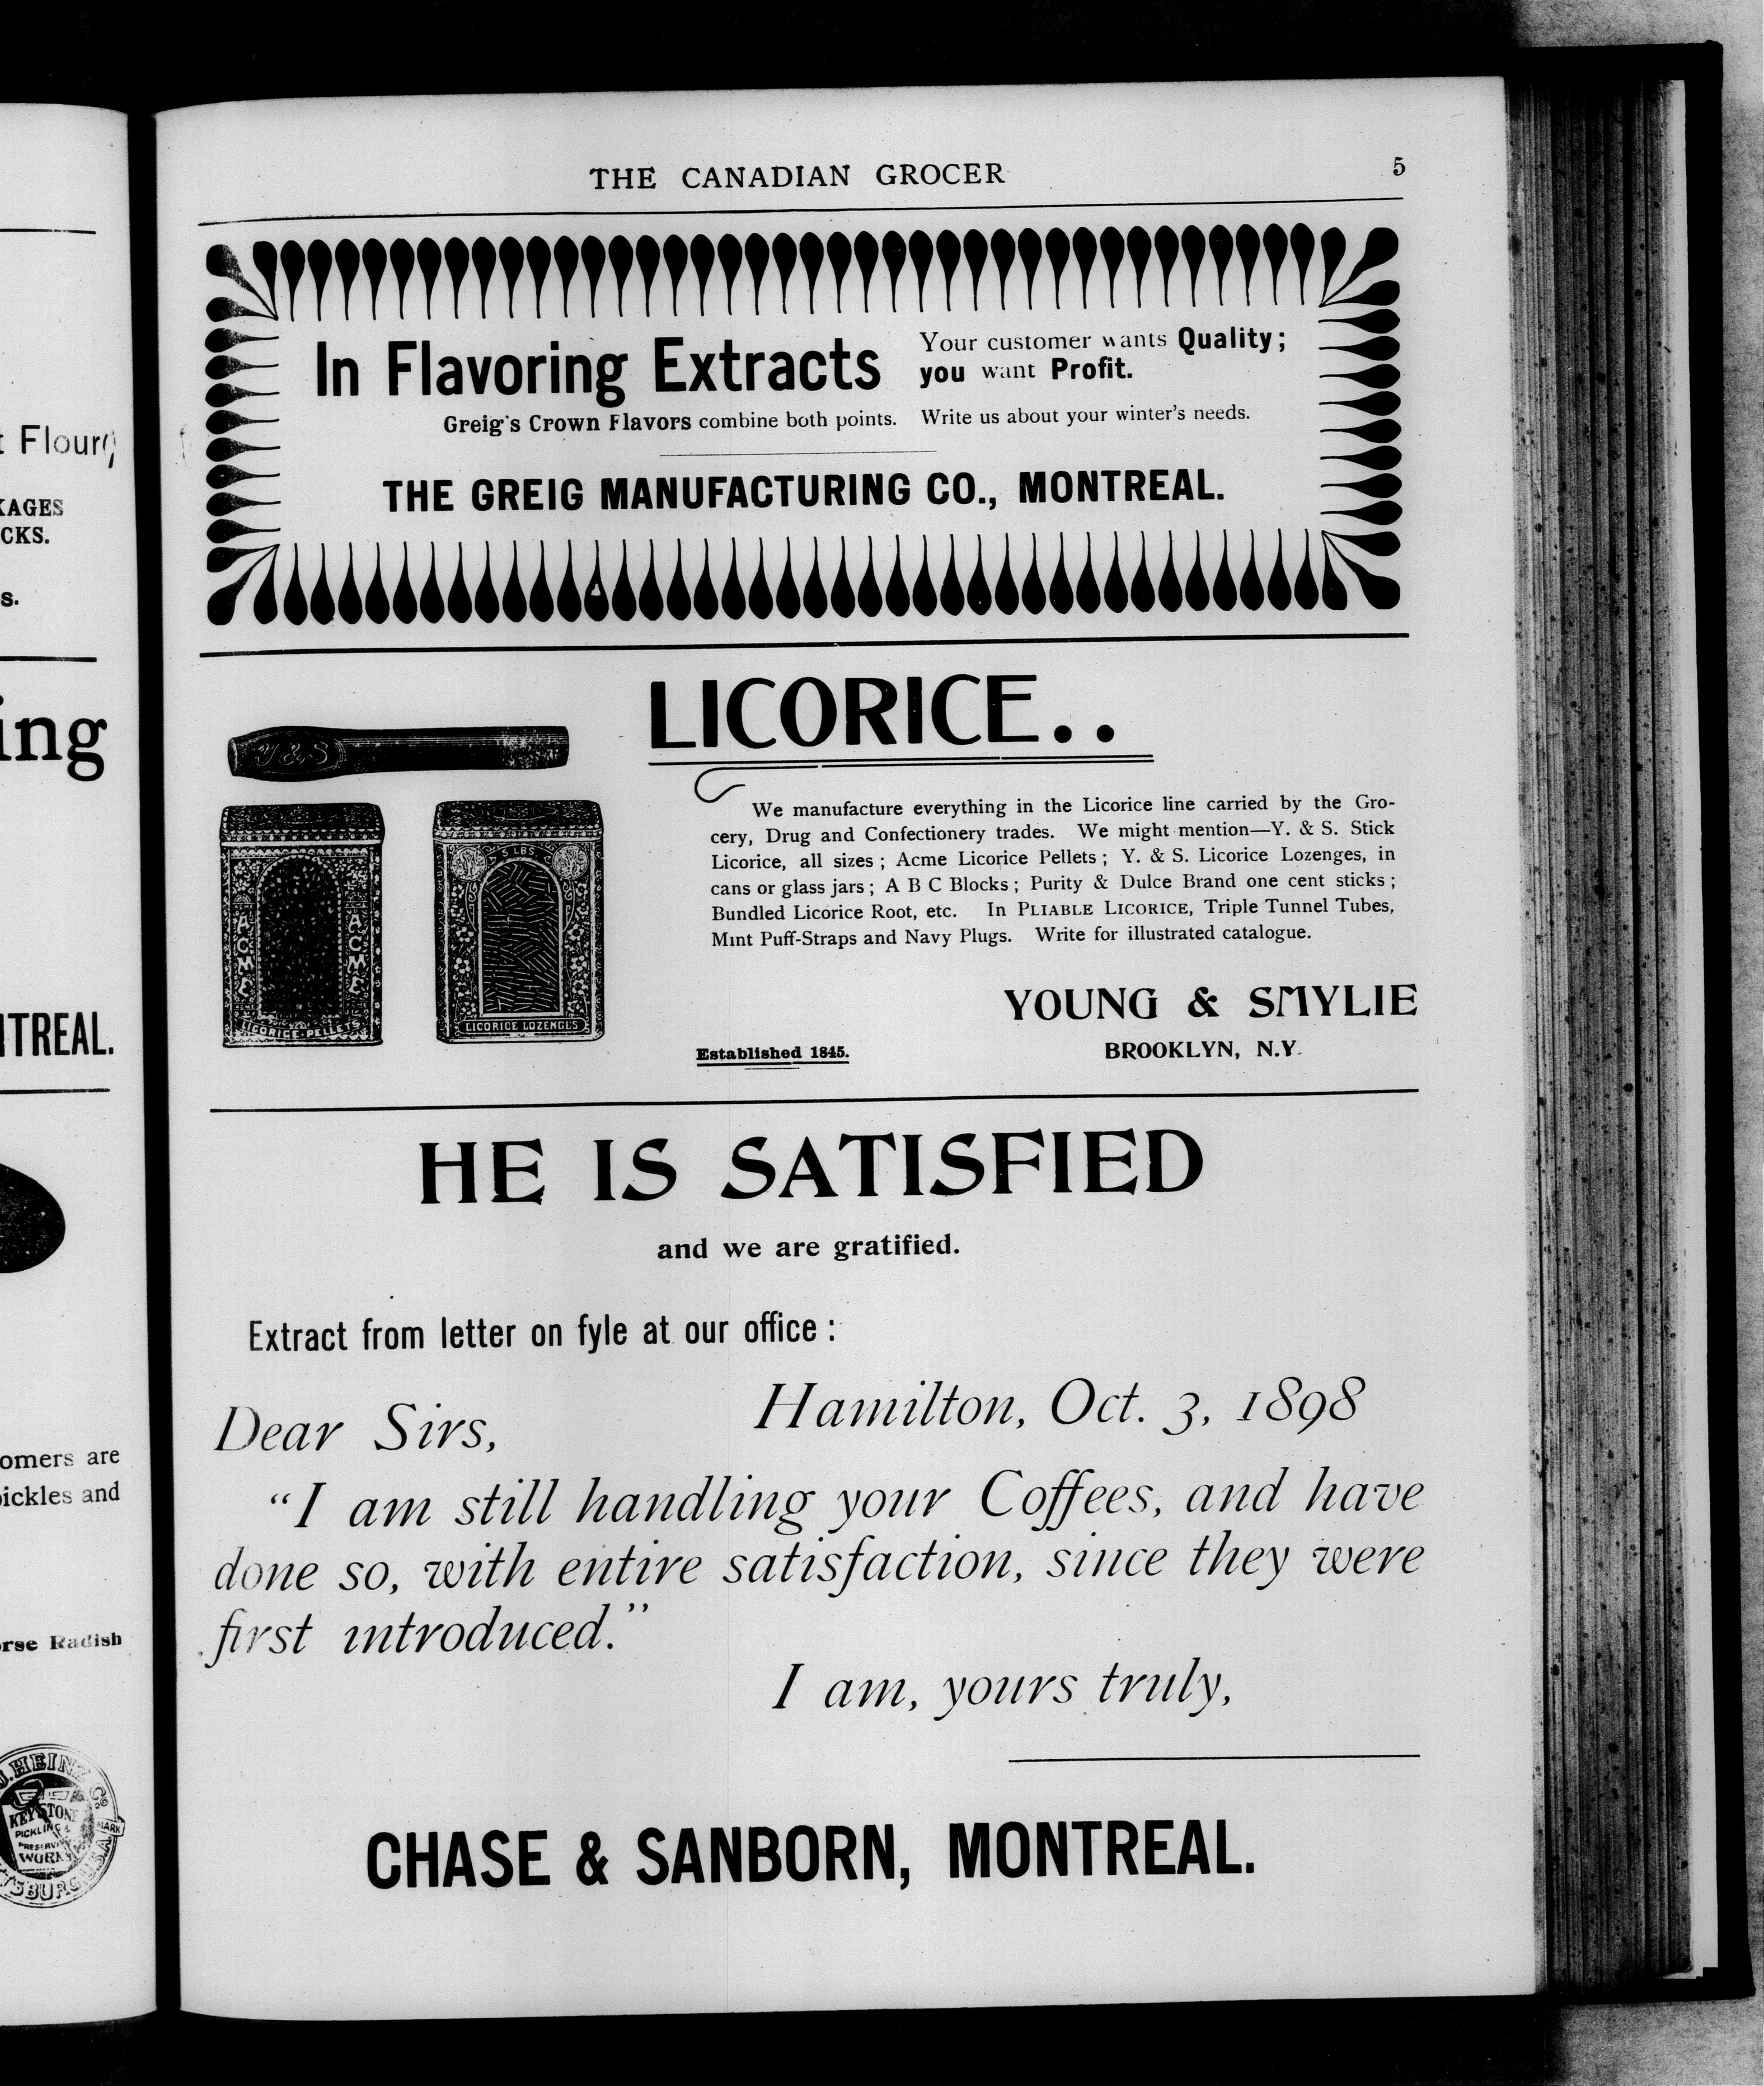 t Flour
KAGES
CKS.
s.
ing
NTREAL.
omers are
pickles and
orse Radish
J. HEINZ Co
KEYSTONE
PICKLING &
PRESERVING
WORKS
MARK
THE CANADIAN GROCER 5
In Flavoring Extracts
Your customer wants Quality;
you want Profit.
Greig's Crown Flavors combine both points. Write us about your winter's needs.
THE GREIG MANUFACTURING CO., MONTREAL.
LICORICE..
Y&S
ACME
ACME
LICORICE PELLETS
5 LBS
LICORICE LOZENGES
We manufacture everything in the Licorice line carried by the Gro-
cery, Drug and Confectionery trades. We might mention—Y. & S. Stick
Licorice, all sizes; Acme Licorice Pellets; Y. & S. Licorice Lozenges, in
cans or glass jars; A B C Blocks; Purity & Dulce Brand one cent sticks;
Bundled Licorice Root, etc. In PLIABLE LICORICE, Triple Tunnel Tubes,
Mint Puff-Straps and Navy Plugs. Write for illustrated catalogue.
YOUNG & SMYLIE
Established 1845.
BROOKLYN, N.Y.
HE IS SATISFIED
and we are gratified.
Extract from letter on fyle at our office:
Hamilton, Oct. 3, 1898
Dear Sirs,
"I am still handling your Coffees, and have
done so, with entire satisfaction, since they were
first introduced."
I am, yours truly,
CHASE & SANBORN, MONTREAL.